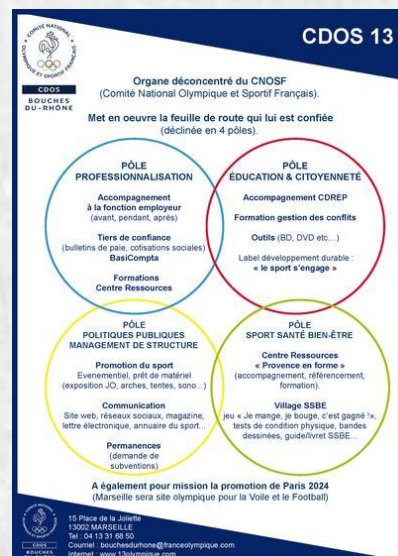 COMITÉ NATIONAL OLYMPIQUE ET SPORTIF FRANÇAIS
CDOS
BOUCHES
DU-RHÔNE
CDOS 13
Organe déconcentré du CNOSF
(Comité National Olympique et Sportif Français).
Met en oeuvre la feuille de route qui lui est confiée
(déclinée en 4 pôles).
PÔLE
PROFESSIONNALISATION
Accompagnement
à la fonction employeur
(avant, pendant, après)
Tiers de confiance
(bulletins de paie, cotisations sociales)
BasiCompta
Formations
Centre Ressources
PÔLE
ÉDUCATION & CITOYENNETÉ
Accompagnement CDREP
Formation gestion des conflits
Outils (BD, DVD etc....)
Label développement durable :
« le sport s'engage »
PÔLE
POLITIQUES PUBLIQUES
MANAGEMENT DE STRUCTURE
Promotion du sport
Evenementiel, prêt de matériel
(exposition JO, arches, tentes, sono...)
Communication
Site web, réseaux sociaux, magazine,
lettre électronique, annuaire du sport...
Permanences
(demande de
subventions)
PÔLE
SPORT SANTÉ BIEN-ÊTRE
Centre Ressources
« Provence en forme »
(accompagnement, référencement,
formation).
Village SSBE
jeu « Je mange, je bouge, c'est gagné !»,
tests de condition physique, bandes
dessinées, guide/livret SSBE...
A également pour mission la promotion de Paris 2024
(Marseille sera site olympique pour la Voile et le Football)
CDOS
BOUCHES
DU-RHÔNE
15 Place de la Joliette
13002 MARSEILLE
Tel : 04 13 31 68 50
Courriel : bouchesdurhone@franceolympique.com
Internet : www.13olympique.com